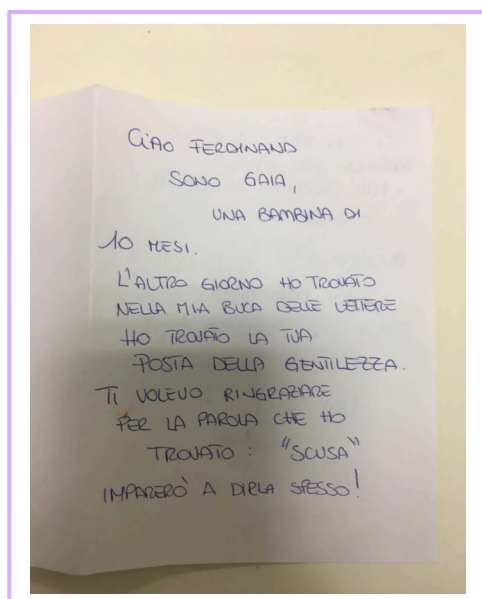 CiAO FERDINAND
SONO GAIA,
UNA BAMBINA DI
10 MESI.
L'ALTRO GIORNO HO TROVATO
NELLA MIA BUCA DELLE LETTERE
HO TROVATO LA TUA
POSTA DELLA GENTILEZZA.
TI VOLEVO RINGRAZIARE
PER LA PAROLA CHE HO
TROVATO: "SCUSA"
IMPARERÒ A DIRLA SPESSO!